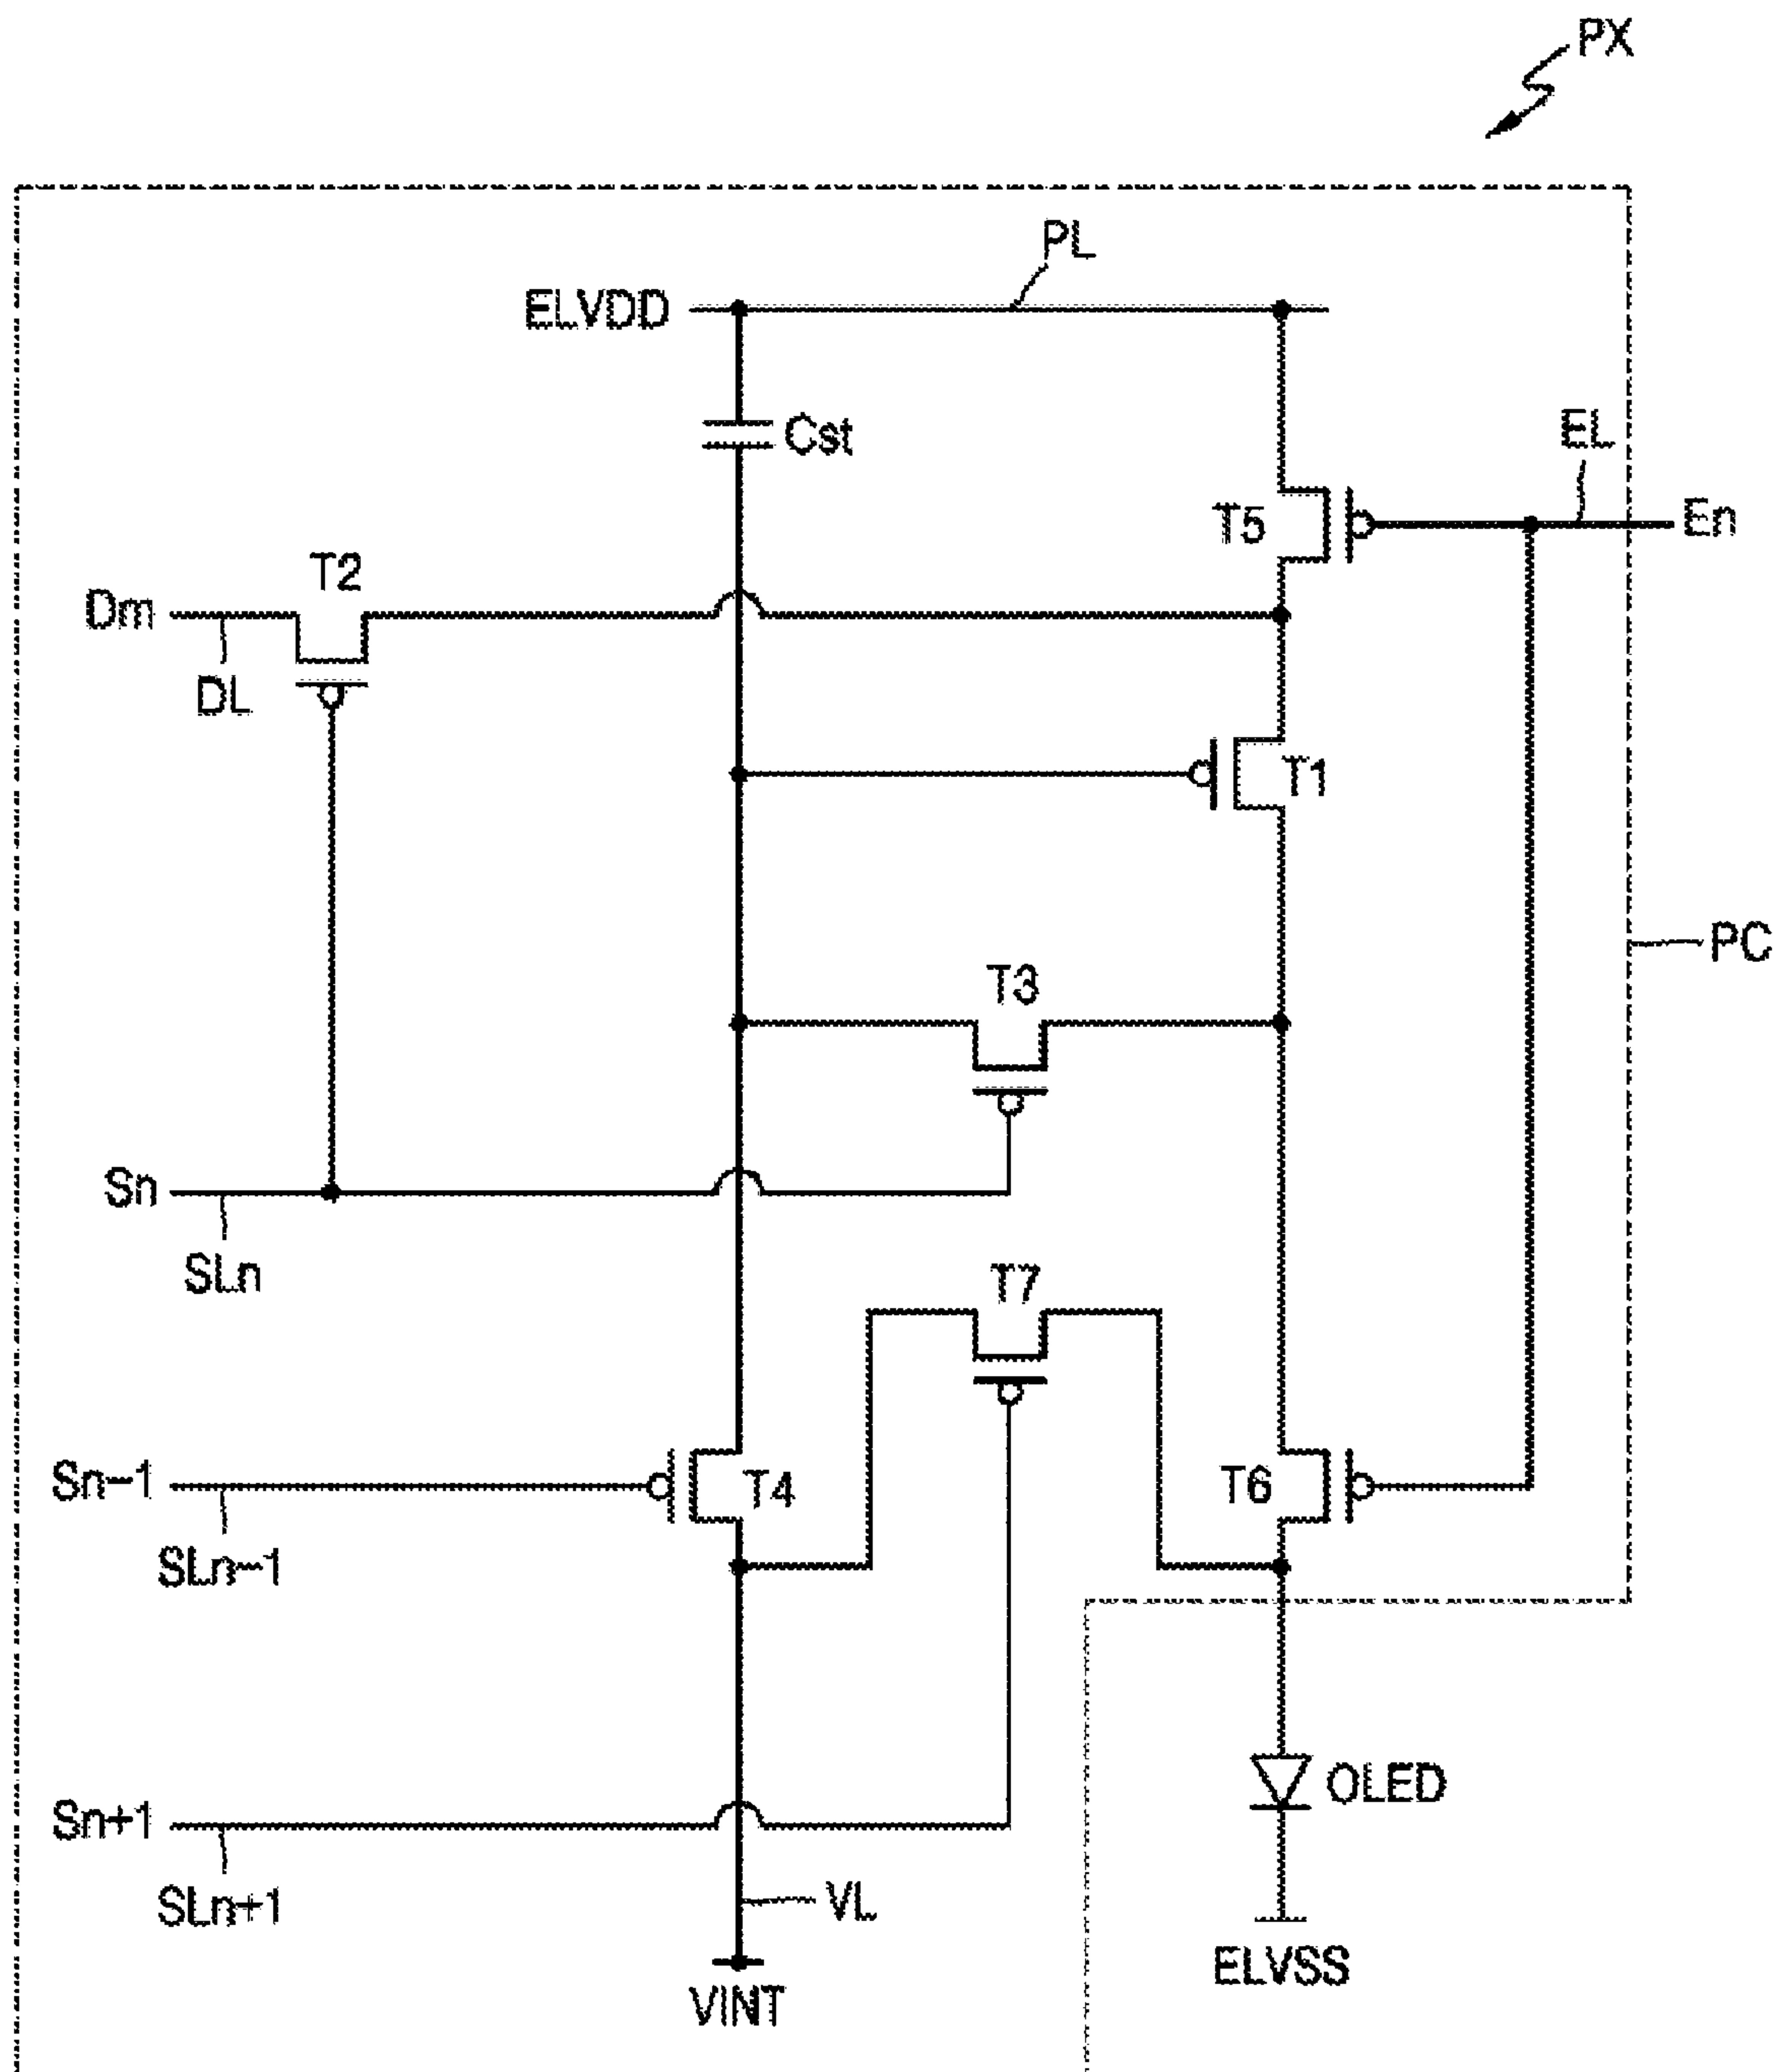 PX
PL
ELVDD
Cst
EL
T5
En
T2
Dm
DL
T1
PC
T3
Sn
SLn
T7
Sn-1
T4
T6
SLn-1
OLED
Sn+1
SLn+1
VL
ELVSS
VINT